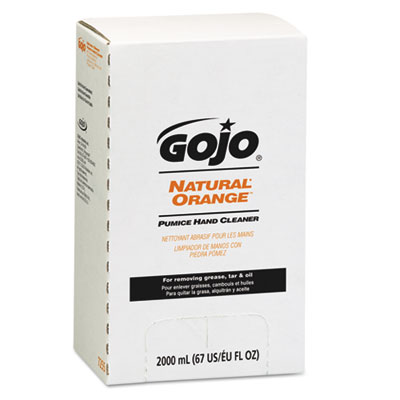 GOJO®
NATURAL®
ORANGE™
PUMICE HAND CLEANER
NETTOYANT ABRASIF POUR LES MAINS
LIMPIADOR DE MANOS CON
PIEDRA PÓMEZ
For removing grease, tar & oil
Pour enlever graisses, cambouis et huiles
Para quitar la grasa, alquitrán y aceite
2000 mL (67 US/ÉU FL OZ)
GOJO